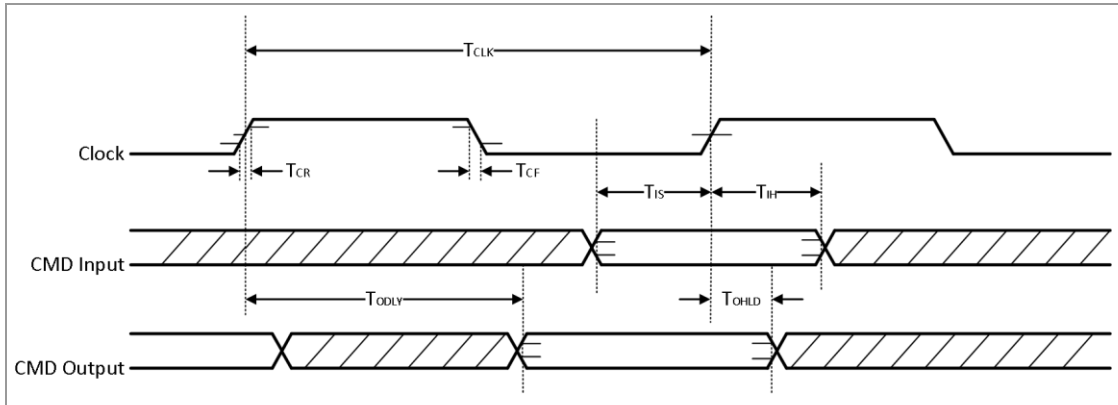 TCLK
Clock
TCR
TCF
TIS
TIH
CMD Input
TODLY
TOHLD
CMD Output